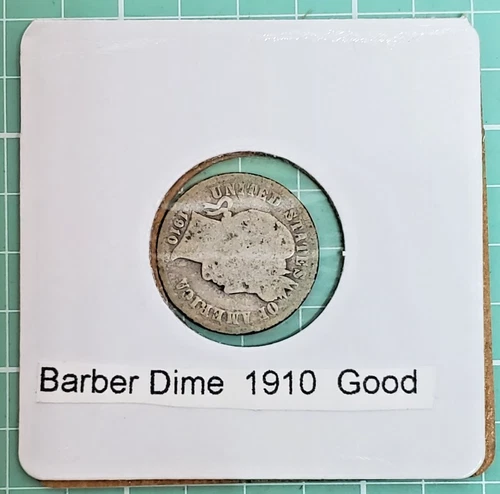 UNITED STATES OF AMERICA
1910
Barber Dime 1910 Good